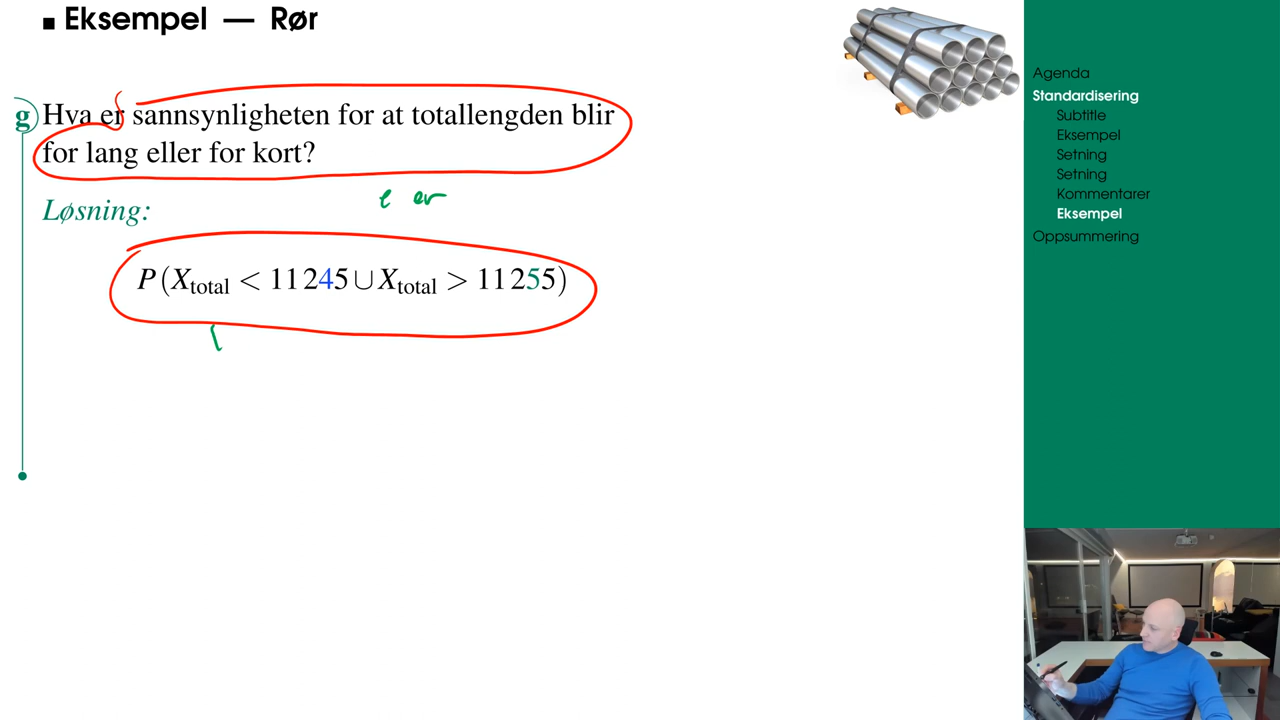 Eksempel — Rør
g Hva er sannsynligheten for at totallengden blir
for lang eller for kort?
er
Løsning:
P(X_total < 11 245 ∪ X_total > 11 255)
Agenda
Standardisering
Subtitle
Eksempel
Setning
Setning
Kommentarer
Eksempel
Oppsummering